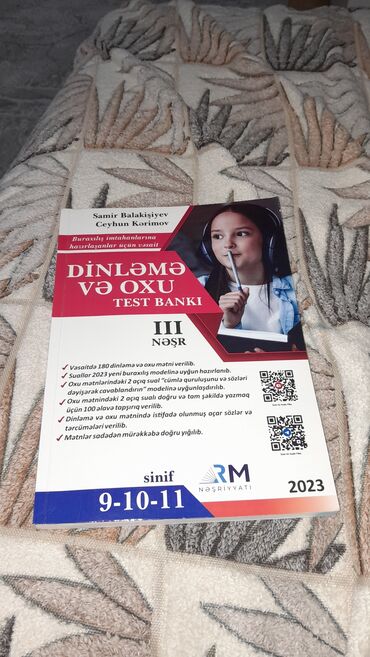 Samir Balakişiyev
Ceyhun Kərimov
Buraxılış imtahanlarına
hazırlaşanlar üçün vəsait
DİNLƏMƏ
VƏ OXU
TEST BANKI
III
NƏŞR
• Vəsaitdə 180 dinləmə və oxu mətni verilib.
• Suallar 2023 yeni buraxılış modelinə uyğun hazırlanıb.
• Oxu mətnlərindəki 2 açıq sual "cümlə quruluşunu və sözləri
dəyişərək cavablandırın" modelinə uyğunlaşdırılıb.
• Oxu mətnindəki 2 açıq sualı doğru və tam şəkildə yazmaq
üçün 100 əlavə tapşırıq verilib.
• Dinləmə və oxu mətnində istifadə olunmuş açar sözlər və
tərcümələri verilib.
• Mətnlər sadədən mürəkkəbə doğru yığılıb.
sinif
9-10-11
RM
NƏŞRİYYATI
2023